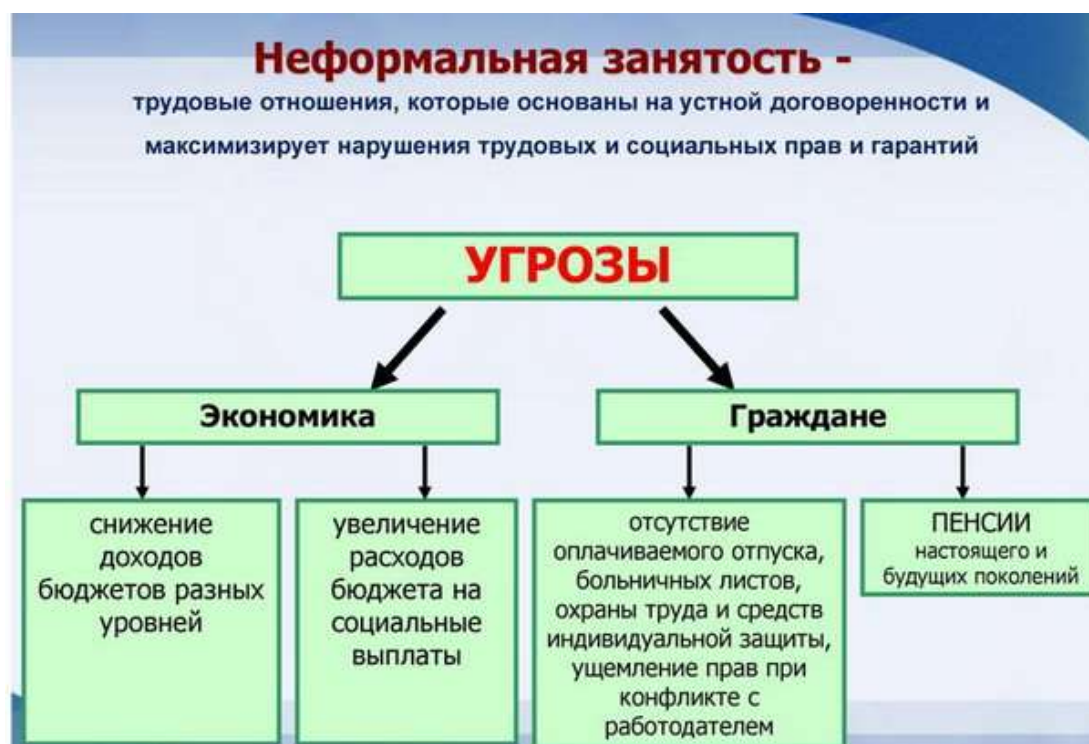 Неформальная занятость -
трудовые отношения, которые основаны на устной договоренности и
максимизирует нарушения трудовых и социальных прав и гарантий
УГРОЗЫ
Экономика
Граждане
снижение
доходов
бюджетов разных
уровней
увеличение
расходов
бюджета на
социальные
выплаты
отсутствие
оплачиваемого отпуска,
больничных листов,
охраны труда и средств
индивидуальной защиты,
ущемление прав при
конфликте с
работодателем
ПЕНСИИ
настоящего и
будущих поколений